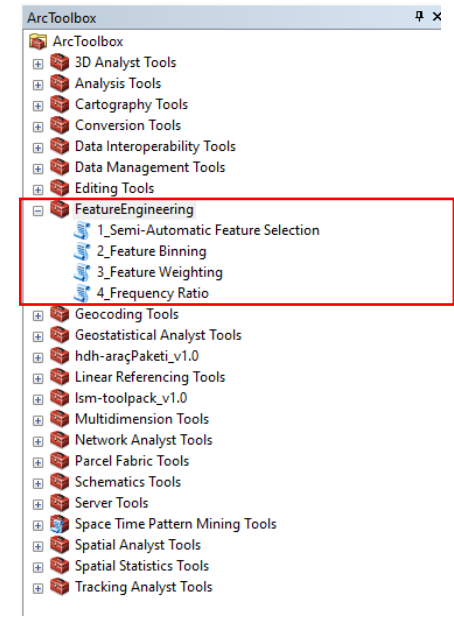 ArcToolbox
ArcToolbox
3D Analyst Tools
Analysis Tools
Cartography Tools
Conversion Tools
Data Interoperability Tools
Data Management Tools
Editing Tools
FeatureEngineering
1_Semi-Automatic Feature Selection
2_Feature Binning
3_Feature Weighting
4_Frequency Ratio
Geocoding Tools
Geostatistical Analyst Tools
hdh-araçPaketi_v1.0
Linear Referencing Tools
lsm-toolpack_v1.0
Multidimension Tools
Network Analyst Tools
Parcel Fabric Tools
Schematics Tools
Server Tools
Space Time Pattern Mining Tools
Spatial Analyst Tools
Spatial Statistics Tools
Tracking Analyst Tools